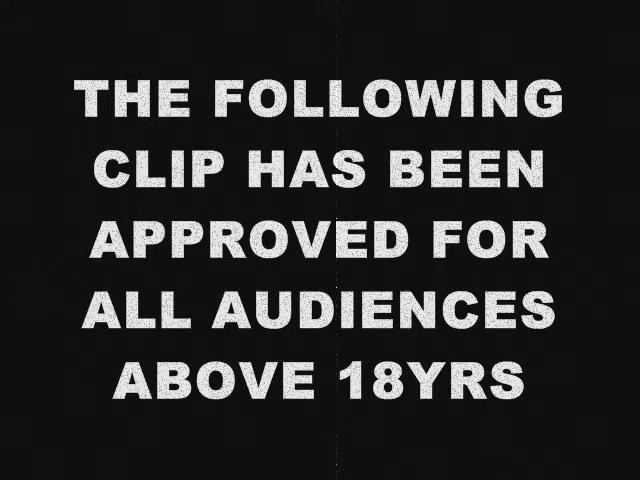 THE FOLLOWING
CLIP HAS BEEN
APPROVED FOR
ALL AUDIENCES
ABOVE 18YRS